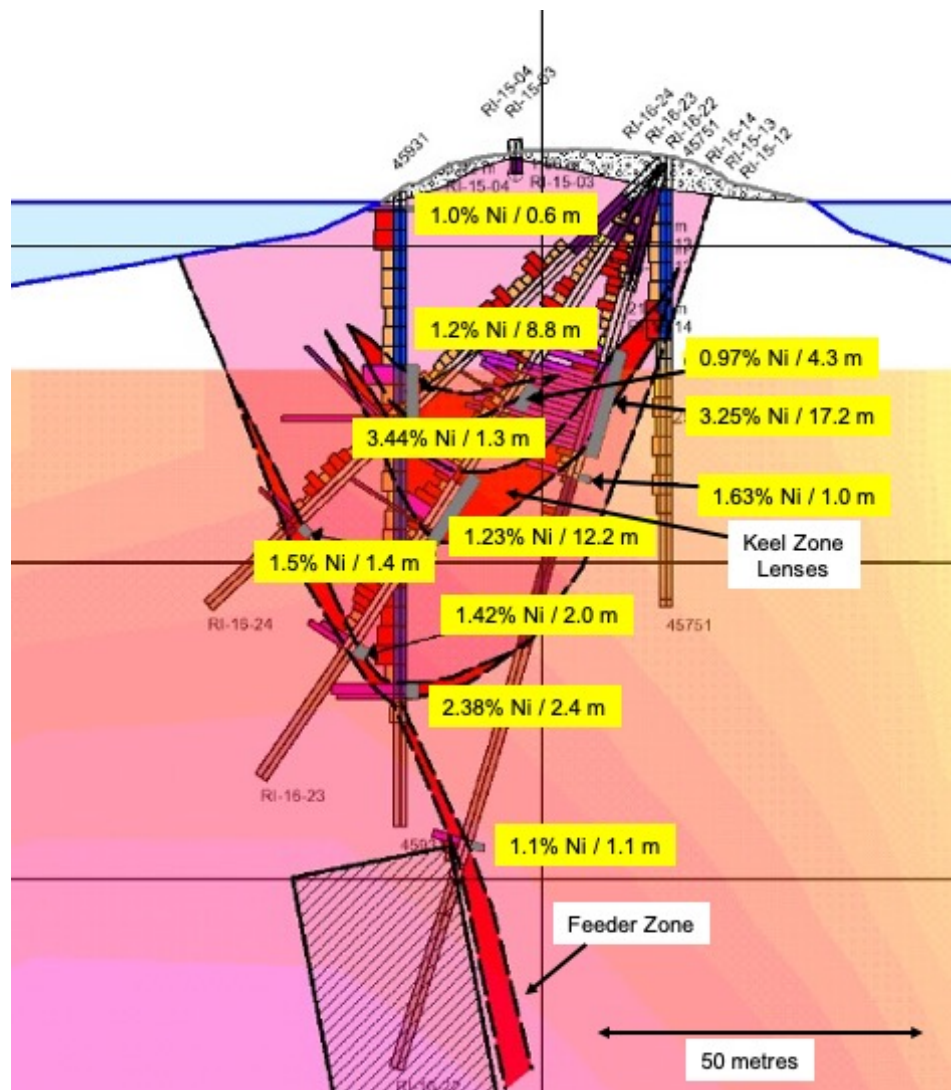 RI-15-04
RI-15-03
45931
RI-16-24
RI-16-23
RI-16-22
45751
RI-15-14
RI-15-13
RI-15-12
RI-15-04
RI-15-03
1.0% Ni / 0.6 m
1.2% Ni / 8.8 m
0.97% Ni / 4.3 m
3.25% Ni / 17.2 m
3.44% Ni / 1.3 m
1.63% Ni / 1.0 m
1.23% Ni / 12.2 m
Keel Zone
Lenses
1.5% Ni / 1.4 m
1.42% Ni / 2.0 m
RI-16-24
45751
2.38% Ni / 2.4 m
RI-16-23
1.1% Ni / 1.1 m
Feeder Zone
50 metres
RI-16-22